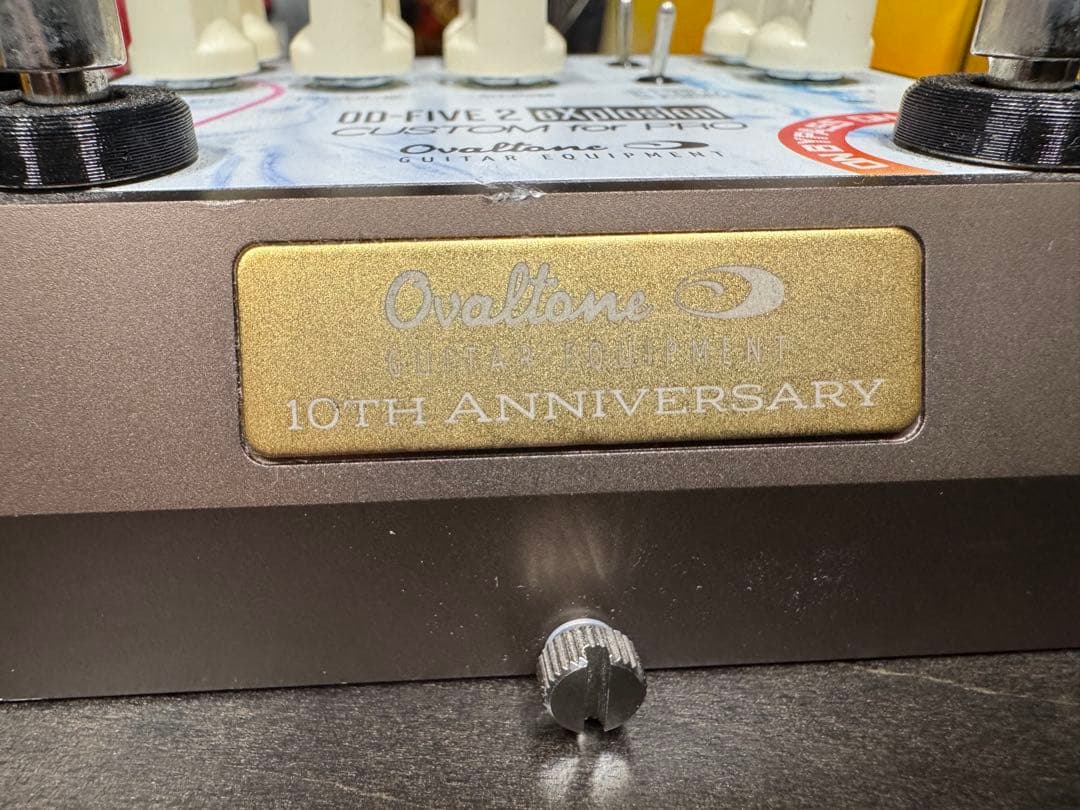 OD-FIVE 2 eXplosion
CUSTOM for PRO
Ovaltone
GUITAR EQUIPMENT
Ovaltone
GUITAR EQUIPMENT
10TH ANNIVERSARY